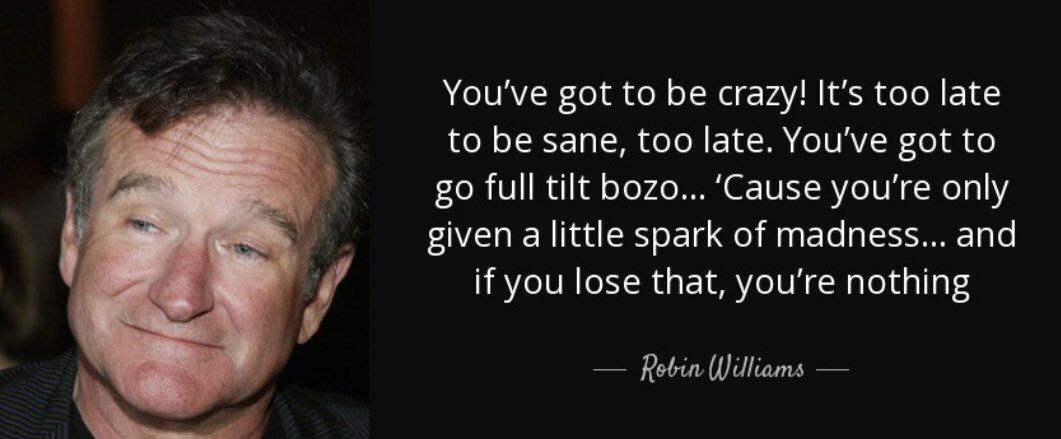 You’ve got to be crazy! It’s too late
to be sane, too late. You’ve got to
go full tilt bozo... ‘Cause you’re only
given a little spark of madness... and
if you lose that, you’re nothing
— Robin Williams —